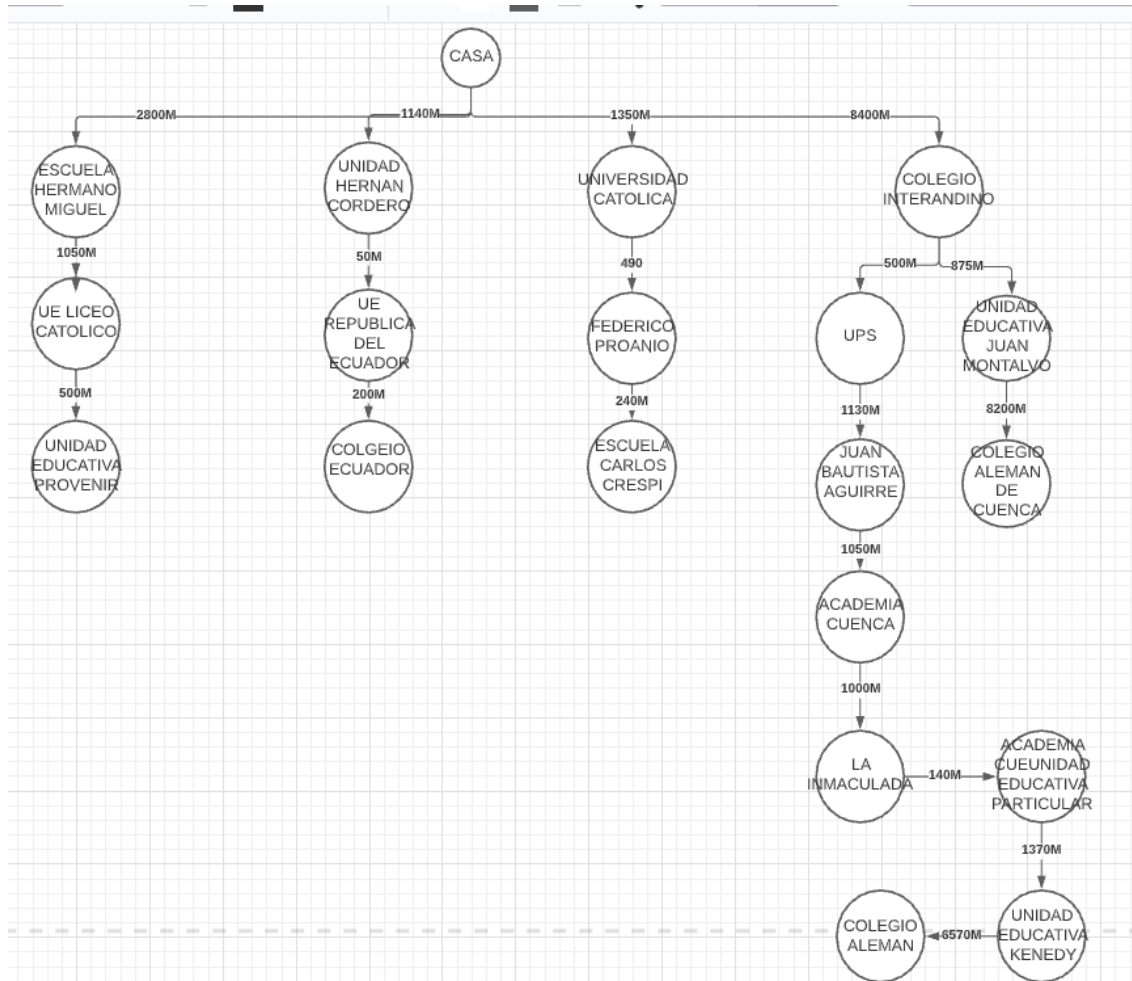 CASA
2800M
1140M
1350M
8400M
ESCUELA
HERMANO
MIGUEL
UNIDAD
HERNAN
CORDERO
UNIVERSIDAD
CATOLICA
COLEGIO
INTERANDINO
1050M
50M
490
500M
875M
UE LICEO
CATOLICO
UE
REPUBLICA
DEL
ECUADOR
FEDERICO
PROANIO
UPS
UNIDAD
EDUCATIVA
JUAN
MONTALVO
500M
200M
240M
1130M
8200M
UNIDAD
EDUCATIVA
PROVENIR
COLGEIO
ECUADOR
ESCUELA
CARLOS
CRESPI
JUAN
BAUTISTA
AGUIRRE
COLEGIO
ALEMAN
DE
CUENCA
1050M
ACADEMIA
CUENCA
1000M
LA
INMACULADA
140M
ACADEMIA
CUEUNIDAD
EDUCATIVA
PARTICULAR
1370M
COLEGIO
ALEMAN
6570M
UNIDAD
EDUCATIVA
KENEDY